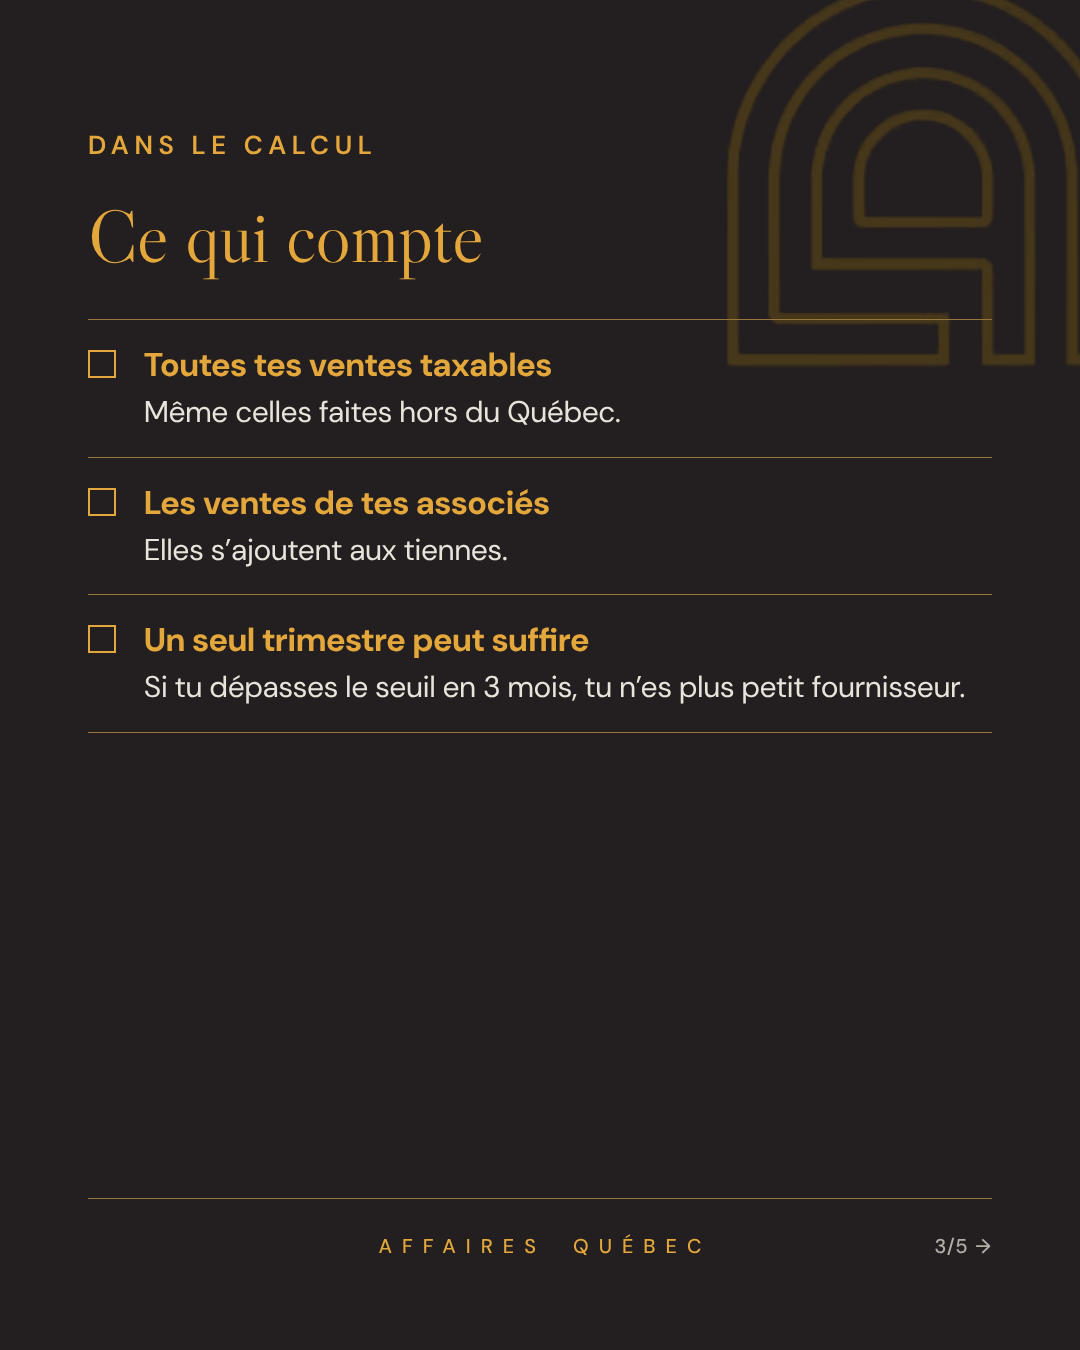 DANS LE CALCUL
Ce qui compte
Toutes tes ventes taxables
Même celles faites hors du Québec.
Les ventes de tes associés
Elles s’ajoutent aux tiennes.
Un seul trimestre peut suffire
Si tu dépasses le seuil en 3 mois, tu n’es plus petit fournisseur.
AFFAIRES QUÉBEC
3/5 →